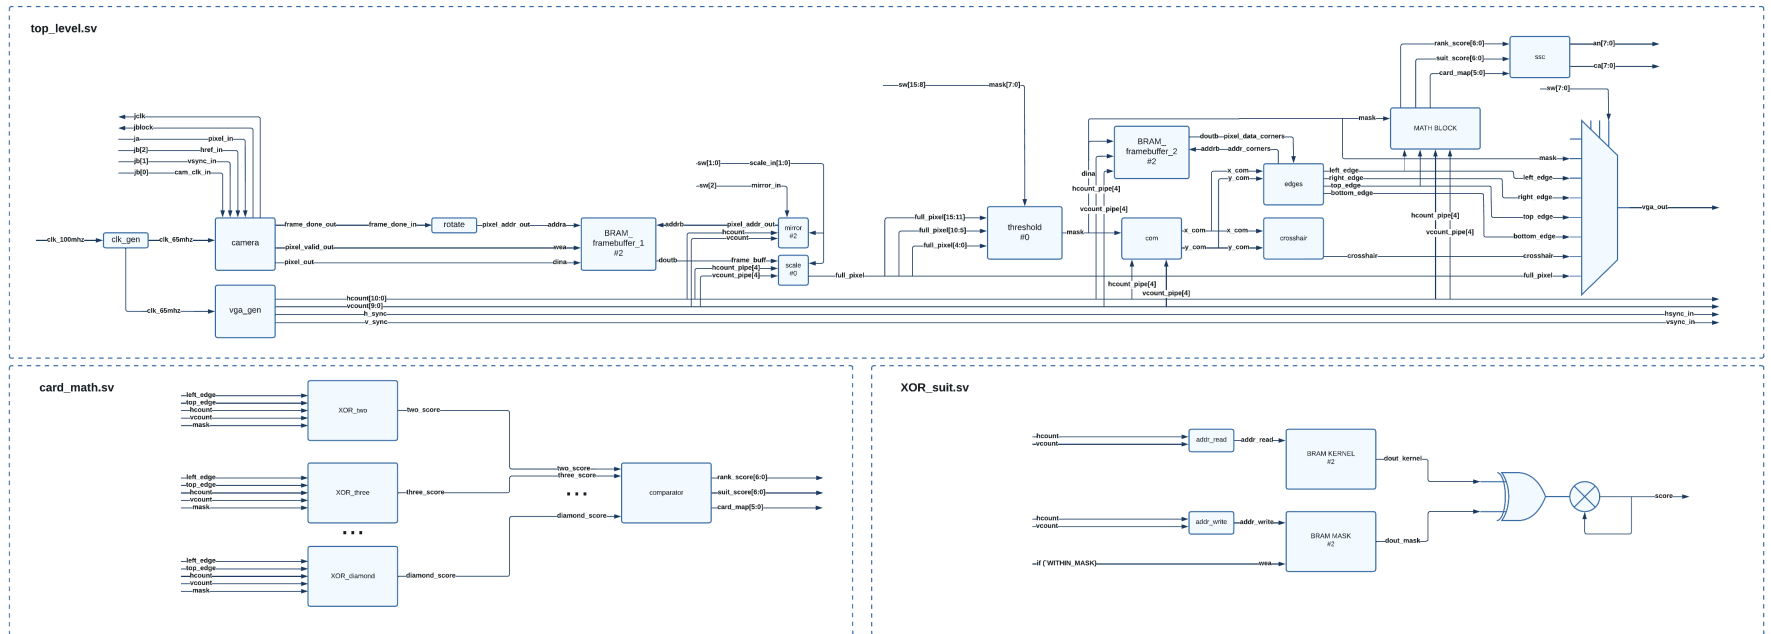 top_level.sv
rank_score[6:0]
suit_score[6:0]
card_map[5:0]
ssc
an[7:0]
ca[7:0]
sw[15:8]
mask[7:0]
sw[7:0]
jclk
jblock
ja
pixel_in
jb[2]
href_in
jb[1]
vsync_in
jb[0]
cam_clk_in
mask
MATH BLOCK
BRAM_
framebuffer_2
#2
doutb
pixel_data_corners
addrb
addr_corners
sw[1:0]
scale_in[1:0]
sw[2]
mirror_in
mask
dina
hcount_pipe[4]
vcount_pipe[4]
x_com
y_com
edges
left_edge
right_edge
top_edge
bottom_edge
left_edge
right_edge
top_edge
bottom_edge
crosshair
full_pixel
vga_out
clk_100mhz
clk_gen
clk_65mhz
camera
frame_done_out
frame_done_in
rotate
pixel_addr_out
addra
pixel_valid_out
wea
pixel_out
dina
BRAM_
framebuffer_1
#2
addrb
pixel_addr_out
hcount
vcount
mirror
#2
doutb
frame_buff
hcount_pipe[4]
vcount_pipe[4]
scale
#0
full_pixel
full_pixel[15:11]
full_pixel[10:5]
full_pixel[4:0]
threshold
#0
mask
com
x_com
x_com
y_com
y_com
crosshair
crosshair
hcount_pipe[4]
vcount_pipe[4]
hcount_pipe[4]
vcount_pipe[4]
clk_65mhz
vga_gen
hcount[10:0]
vcount[9:0]
h_sync
v_sync
hsync_in
vsync_in
card_math.sv
left_edge
top_edge
hcount
vcount
mask
XOR_two
two_score
left_edge
top_edge
hcount
vcount
mask
XOR_three
three_score
...
left_edge
top_edge
hcount
vcount
mask
XOR_diamond
diamond_score
two_score
three_score
...
diamond_score
comparator
rank_score[6:0]
suit_score[6:0]
card_map[5:0]
XOR_suit.sv
hcount
vcount
addr_read
addr_read
BRAM KERNEL
#2
dout_kernel
hcount
vcount
addr_write
addr_write
BRAM MASK
#2
dout_mask
if (`WITHIN_MASK)
wea
score